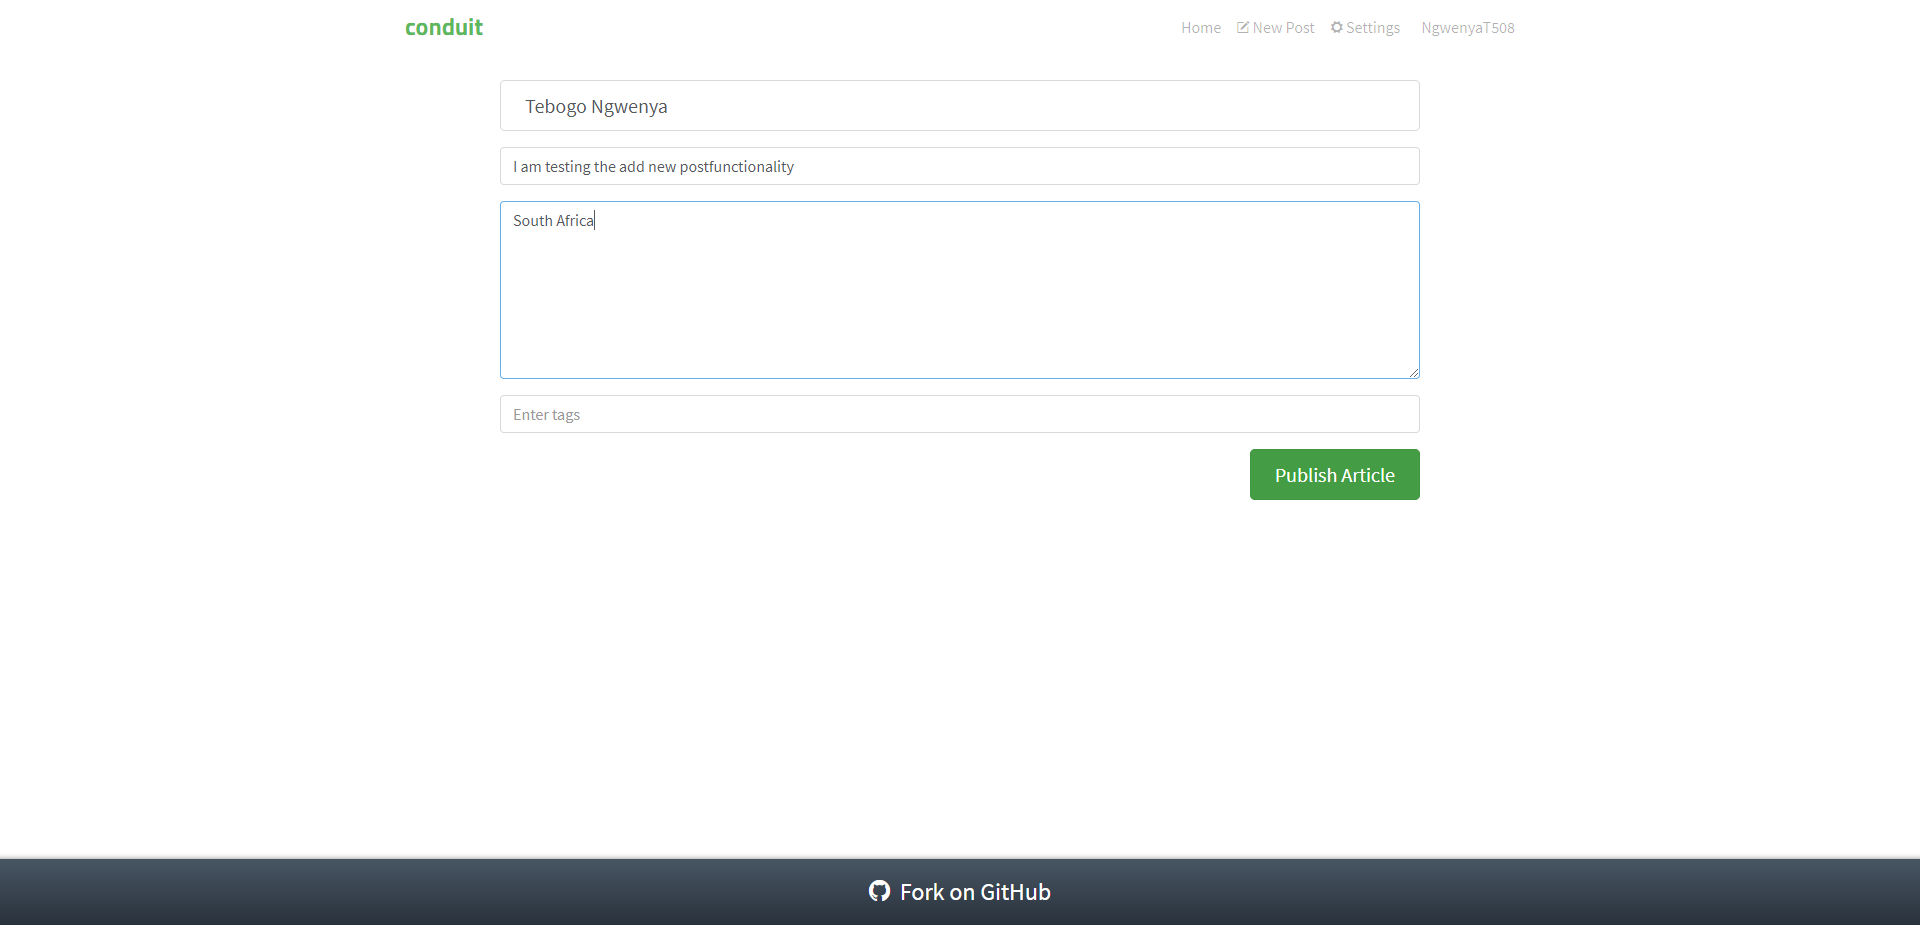 conduit
Home New Post Settings NgwenyaT508
Tebogo Ngwenya
I am testing the add new postfunctionality
South Africa
Enter tags
Publish Article
Fork on GitHub